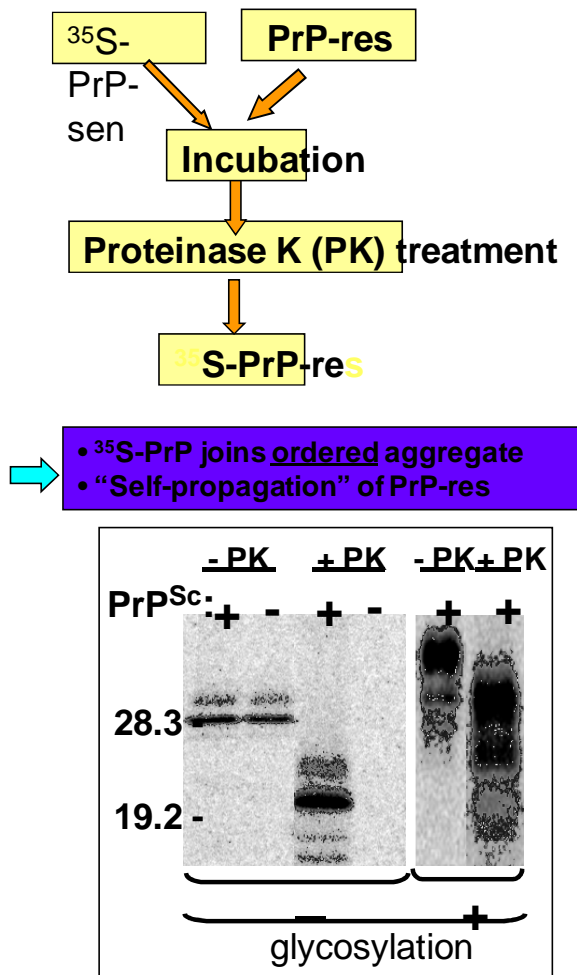 ³⁵S-
PrP-
sen
PrP-res
Incubation
Proteinase K (PK) treatment
³⁵S-PrP-res
• ³⁵S-PrP joins ordered aggregate
• “Self-propagation” of PrP-res
- PK + PK - PK + PK
PrPSc: + - + - + +
28.3 -
19.2 -
– +
glycosylation